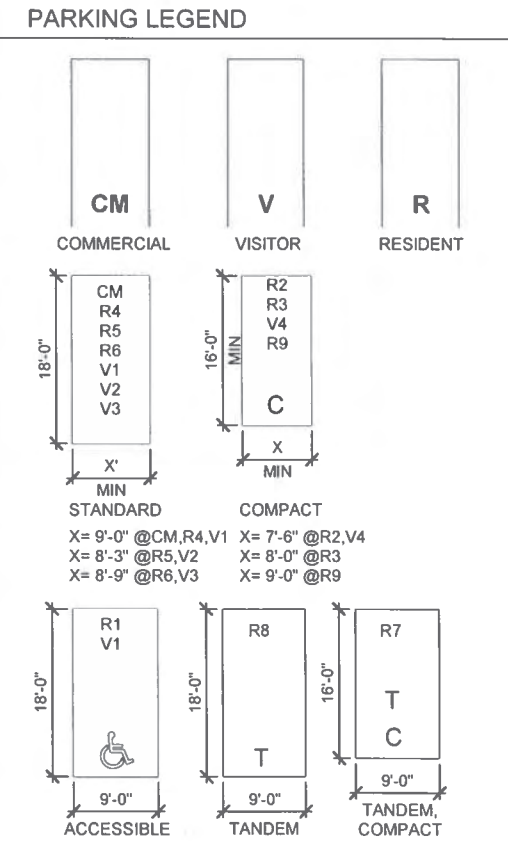 PARKING LEGEND
CM
COMMERCIAL
V
VISITOR
R
RESIDENT
18'-0"
CM
R4
R5
R6
V1
V2
V3
X'
MIN
STANDARD
X= 9'-0" @CM,R4,V1
X= 8'-3" @R5,V2
X= 8'-9" @R6,V3
16'-0"
MIN
R2
R3
V4
R9
C
X
MIN
COMPACT
X= 7'-6" @R2,V4
X= 8'-0" @R3
X= 9'-0" @R9
18'-0"
R1
V1
9'-0"
ACCESSIBLE
18'-0"
R8
T
9'-0"
TANDEM
16'-0"
R7
T
C
9'-0"
TANDEM,
COMPACT